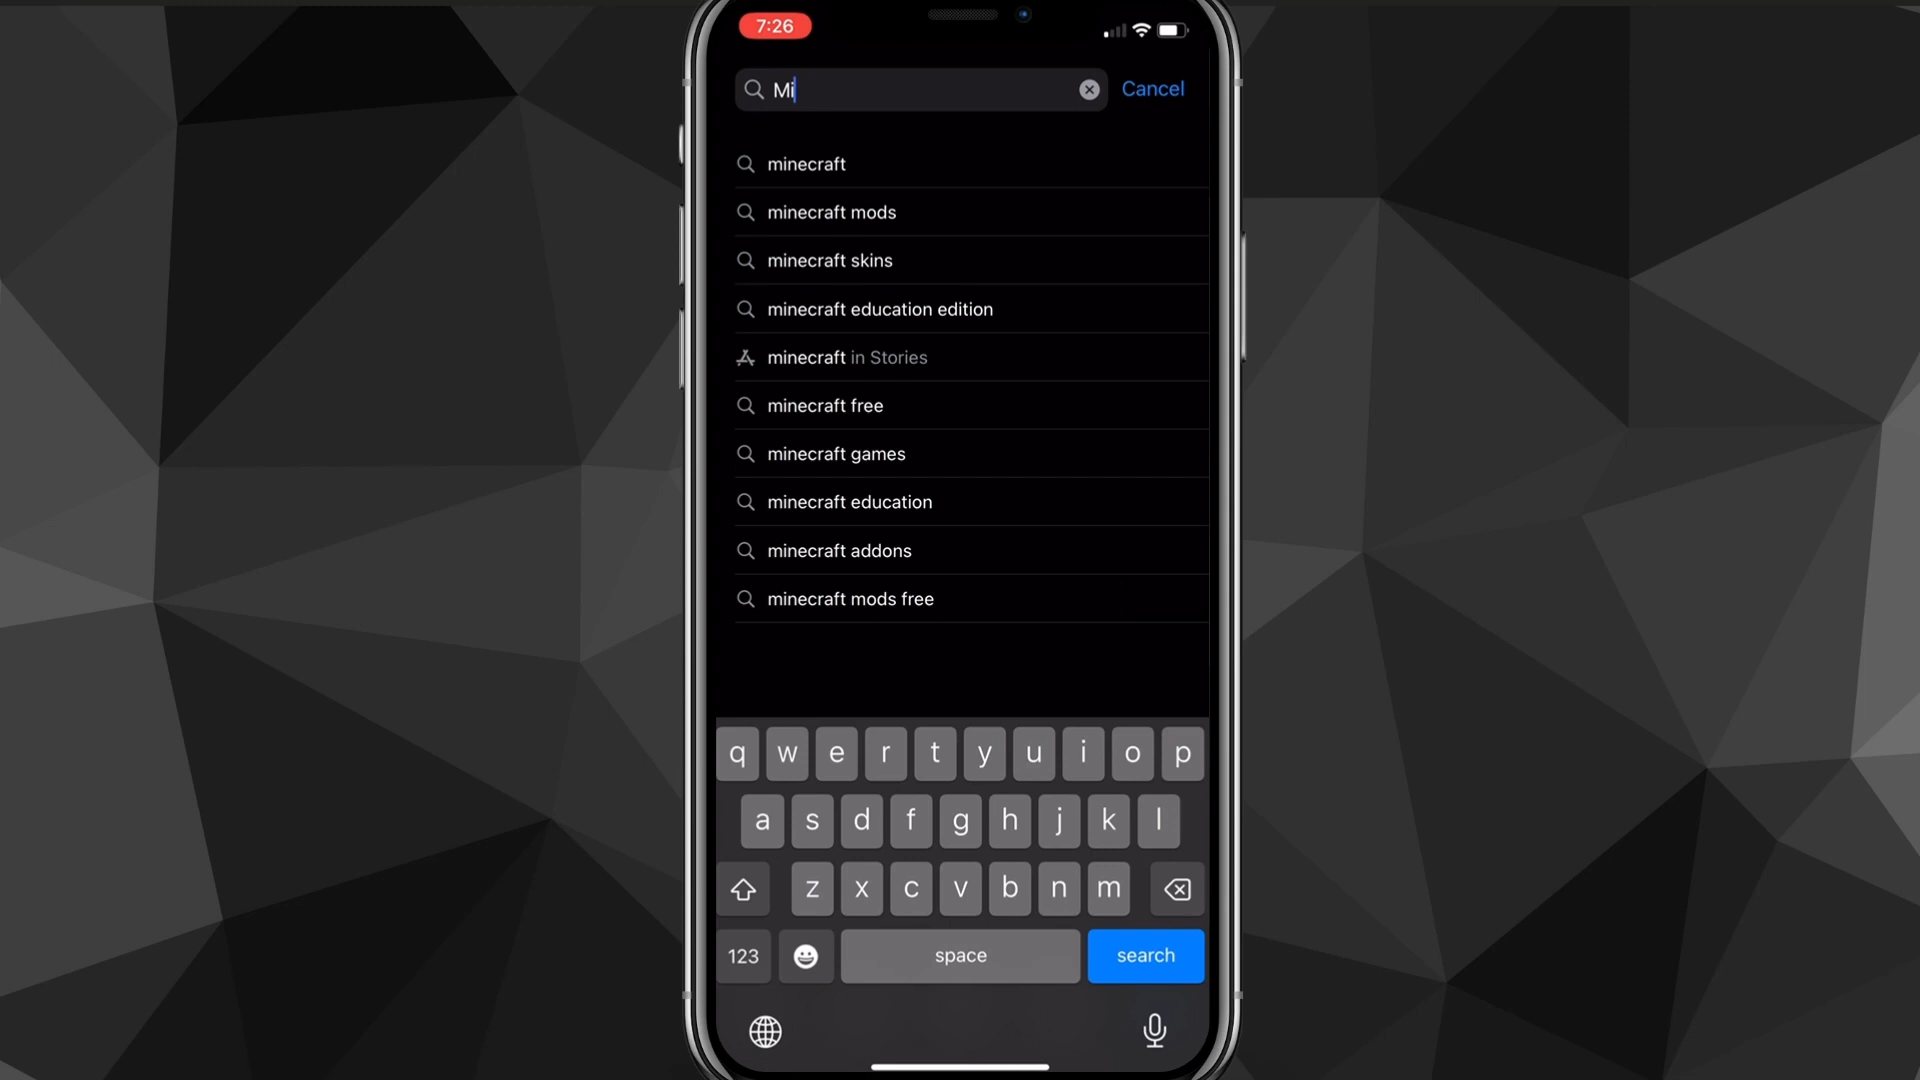 7:26
Mi
Cancel
minecraft
minecraft mods
minecraft skins
minecraft education edition
minecraft in Stories
minecraft free
minecraft games
minecraft education
minecraft addons
minecraft mods free
q w e r t y u i o p
a s d f g h j k l
z x c v b n m
123 space search